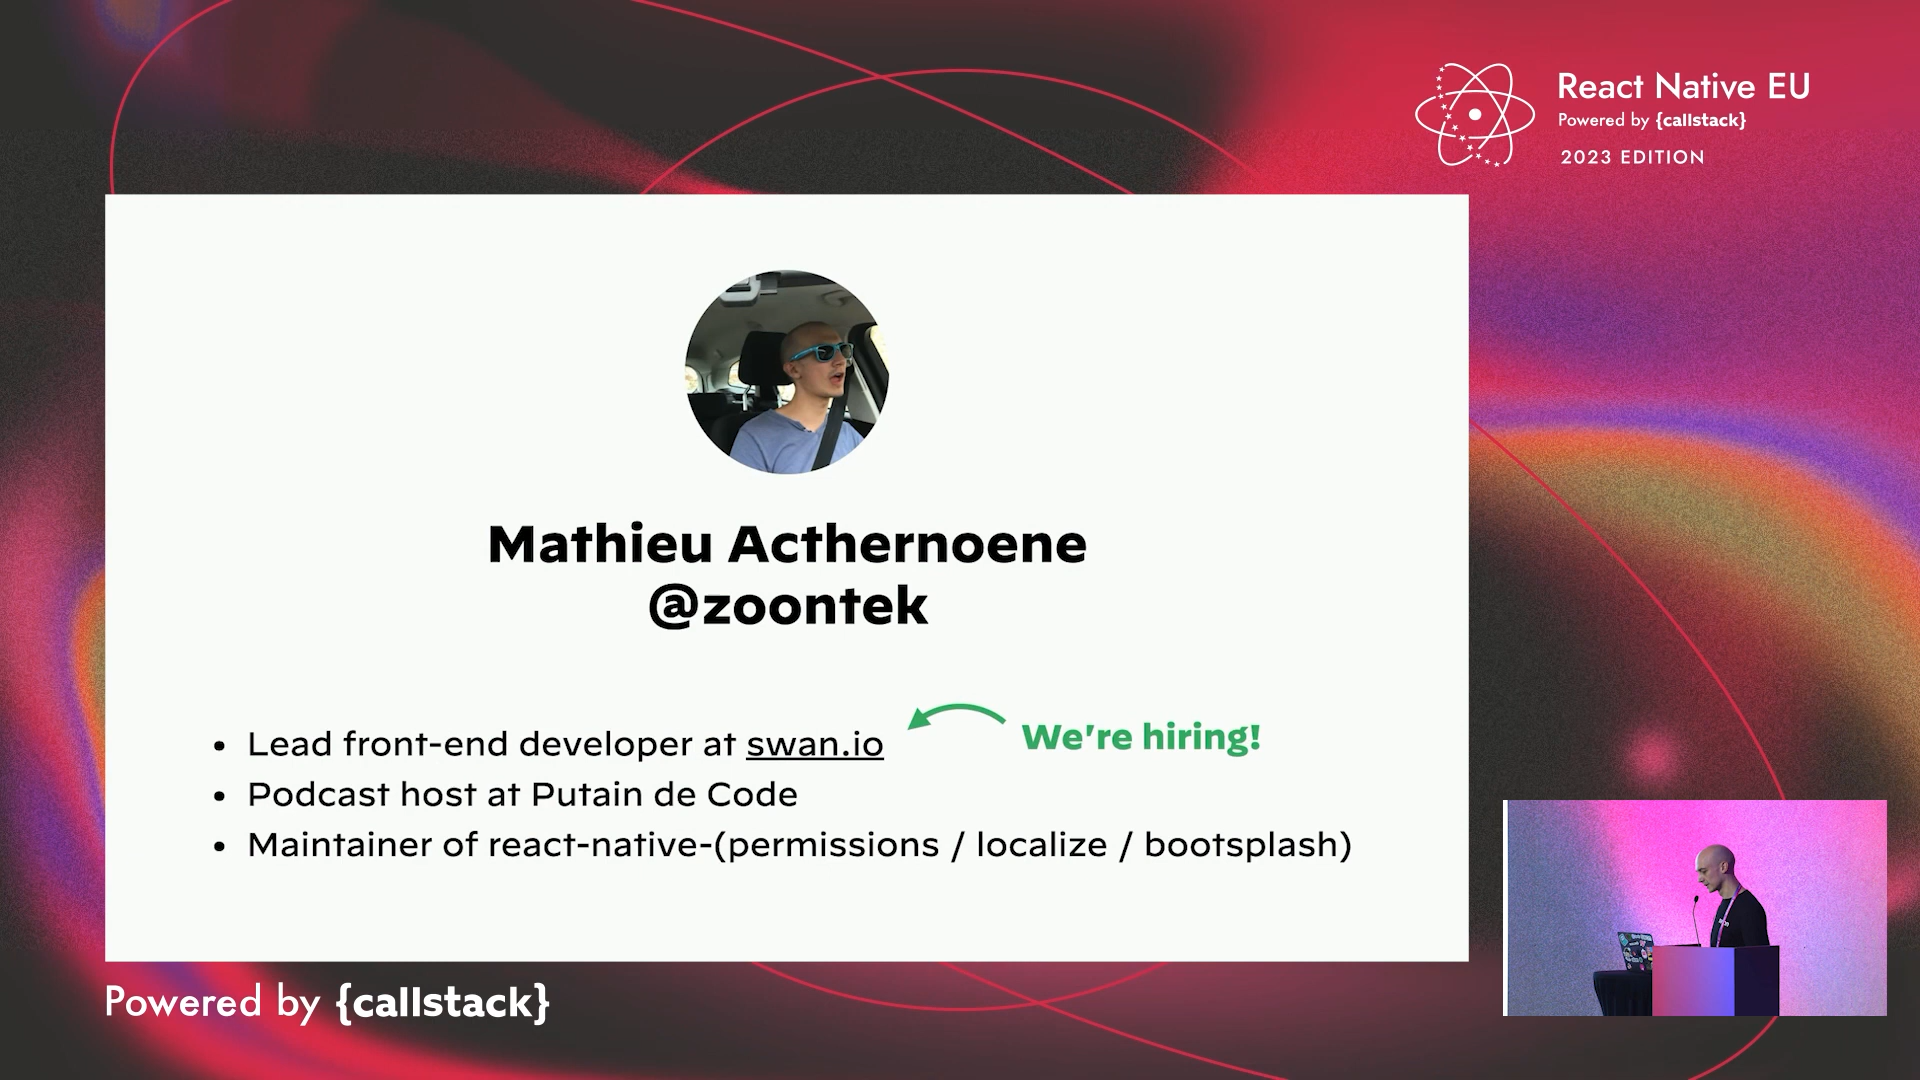 React Native EU
Powered by {callstack}
2023 EDITION
Mathieu Acthernoene
@zoontek
• Lead front-end developer at swan.io
We're hiring!
• Podcast host at Putain de Code
• Maintainer of react-native-(permissions / localize / bootsplash)
Powered by {callstack}